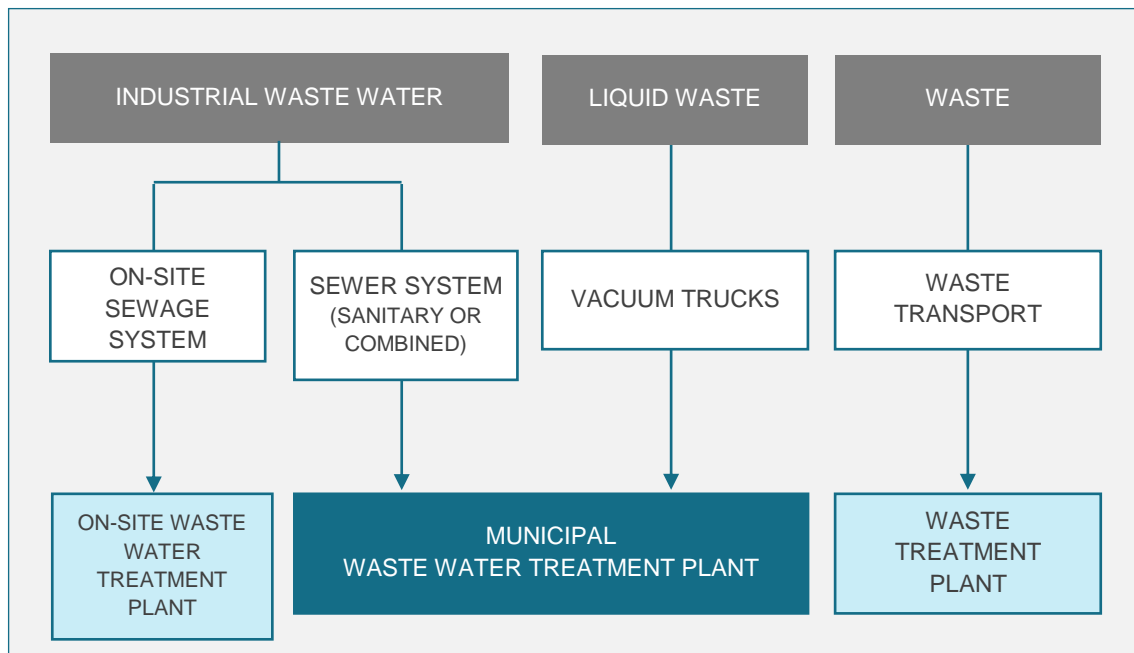 INDUSTRIAL WASTE WATER
LIQUID WASTE
WASTE
ON-SITE
SEWAGE
SYSTEM
SEWER SYSTEM
(SANITARY OR
COMBINED)
VACUUM TRUCKS
WASTE
TRANSPORT
ON-SITE WASTE
WATER
TREATMENT
PLANT
MUNICIPAL
WASTE WATER TREATMENT PLANT
WASTE
TREATMENT
PLANT